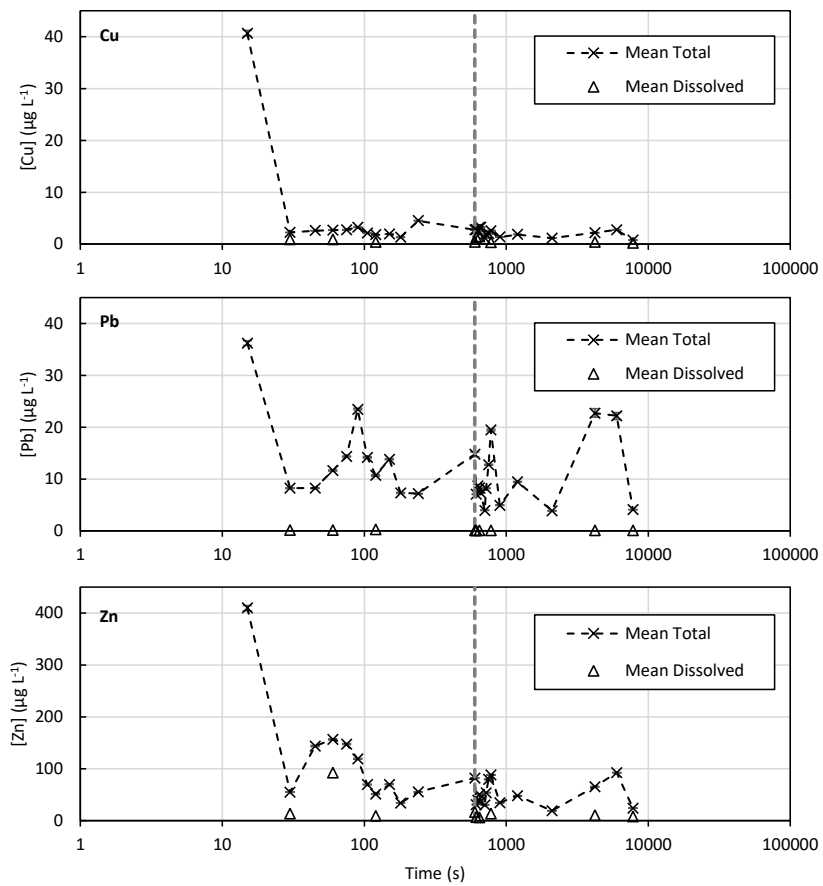 Cu
Mean Total
Mean Dissolved
[Cu] (µg L-1)
40
30
20
10
0
1 10 100 1000 10000 100000
Pb
Mean Total
Mean Dissolved
[Pb] (µg L-1)
40
30
20
10
0
1 10 100 1000 10000 100000
Zn
Mean Total
Mean Dissolved
[Zn] (µg L-1)
400
300
200
100
0
1 10 100 1000 10000 100000
Time (s)